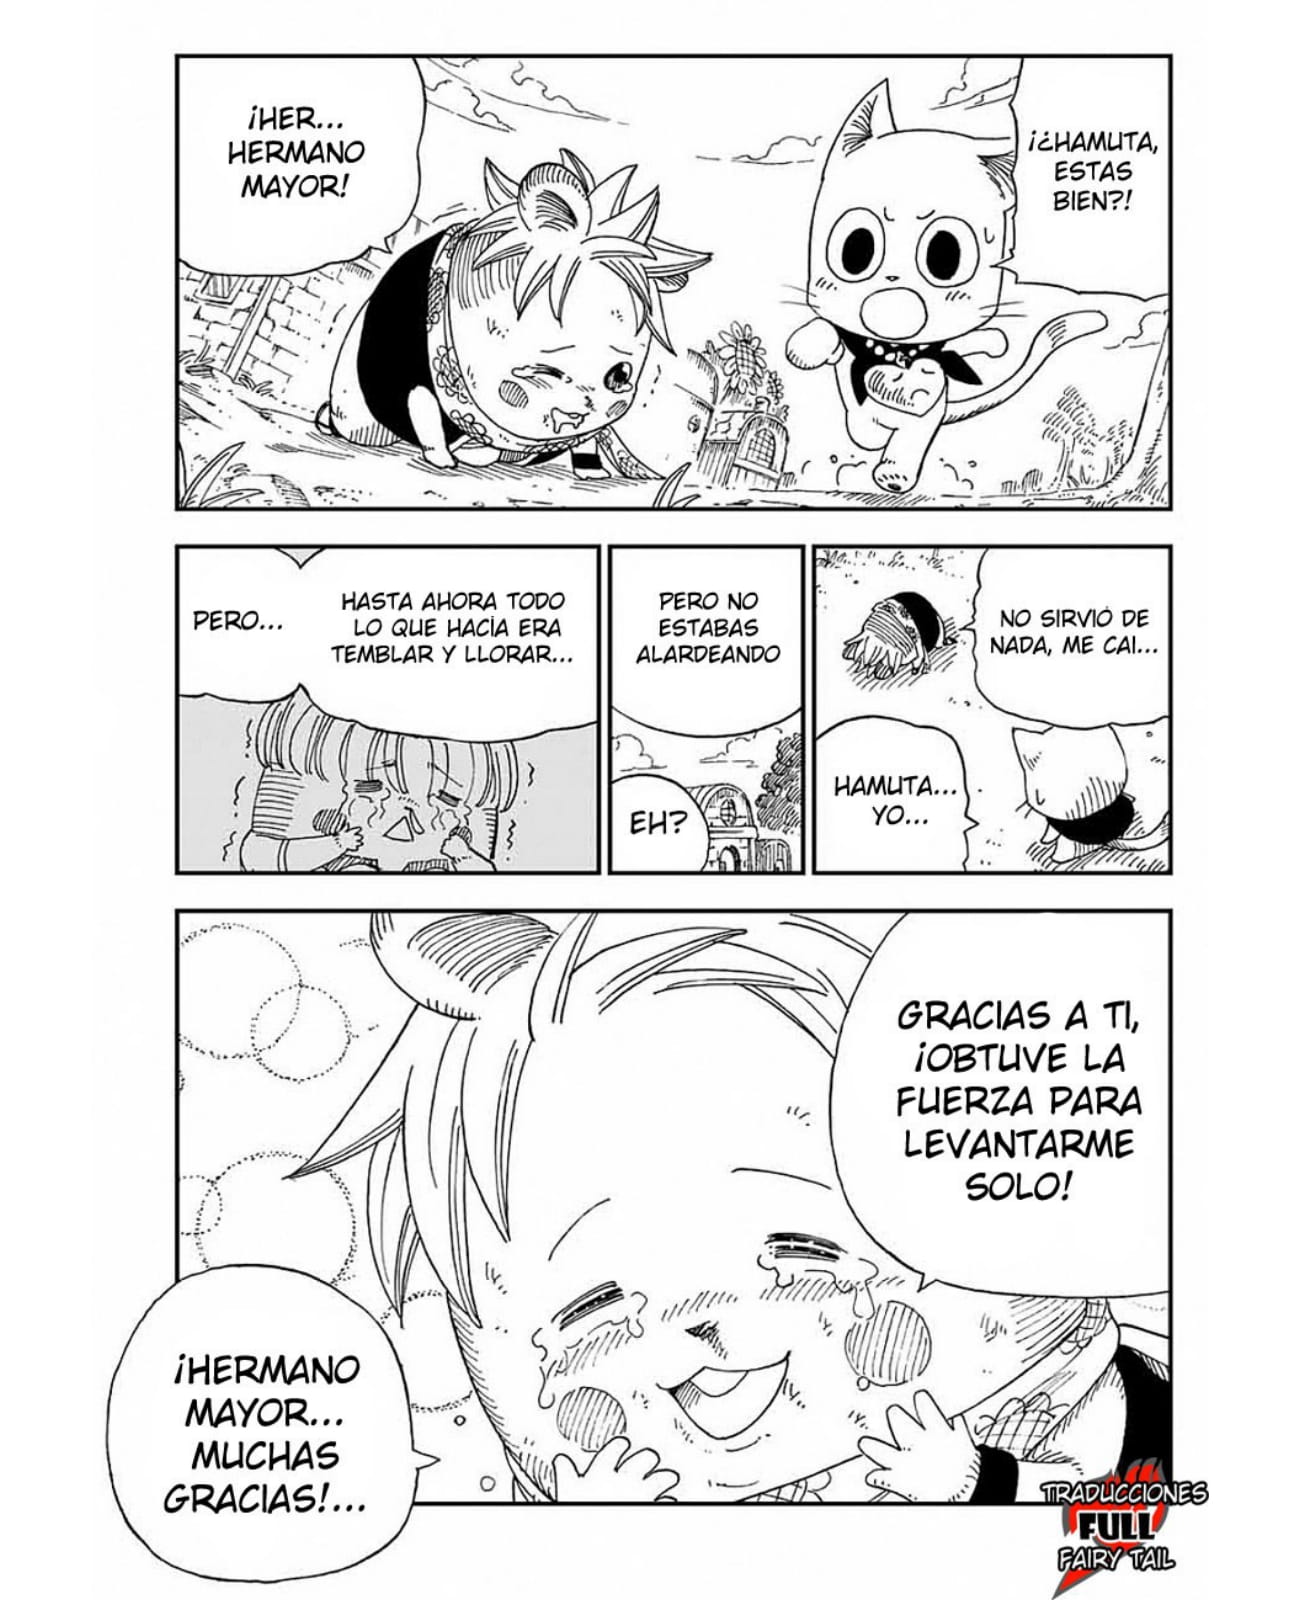 ¡¿HAMUTA,
ESTAS
BIEN?!
¡HER...
HERMANO
MAYOR!
NO SIRVIÓ DE
NADA, ME CAI...
HAMUTA...
YO...
PERO NO
ESTABAS
ALARDEANDO
EH?
HASTA AHORA TODO
LO QUE HACÍA ERA
TEMBLAR Y LLORAR...
PERO...
GRACIAS A TI,
¡OBTUVE LA
FUERZA PARA
LEVANTARME
SOLO!
¡HERMANO
MAYOR...
MUCHAS
GRACIAS!...
TRADUCCIONES
FULL
FAIRY TAIL